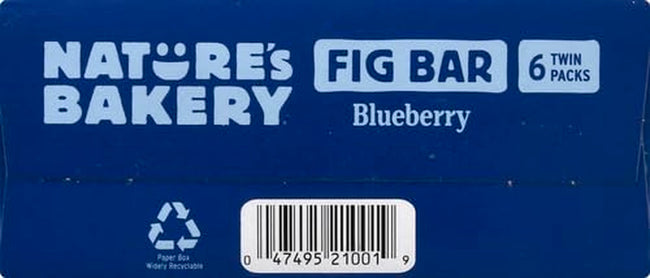 NATURE'S
BAKERY
FIG BAR
6 TWIN
PACKS
Blueberry
Paper Box
Widely Recyclable
0 47495 21001 9